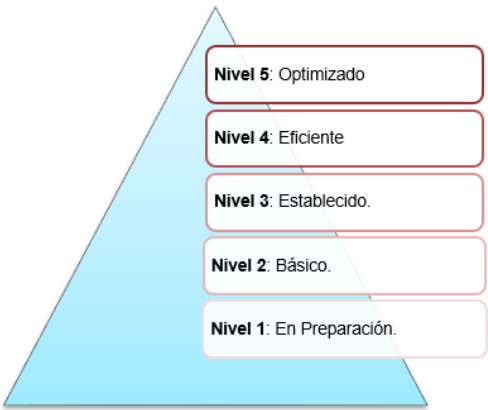 Nivel 5: Optimizado
Nivel 4: Eficiente
Nivel 3: Establecido.
Nivel 2: Básico.
Nivel 1: En Preparación.